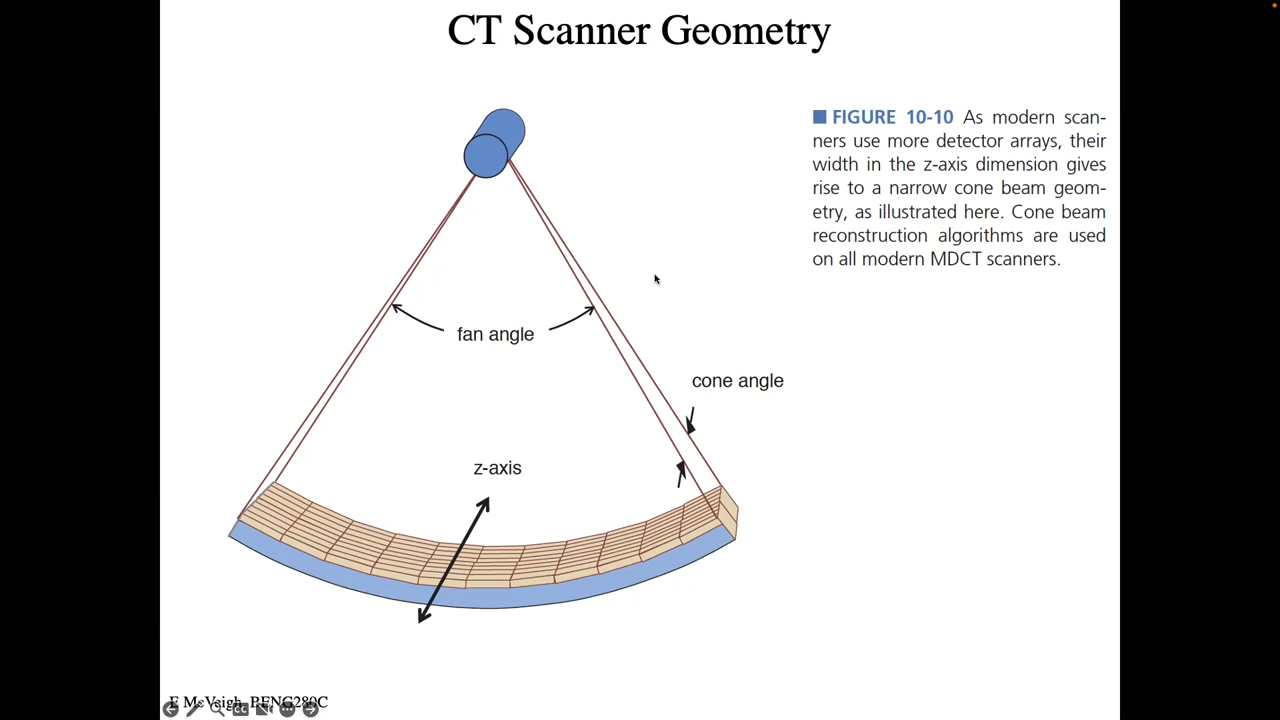 CT Scanner Geometry
■ FIGURE 10-10 As modern scan-
ners use more detector arrays, their
width in the z-axis dimension gives
rise to a narrow cone beam geom-
etry, as illustrated here. Cone beam
reconstruction algorithms are used
on all modern MDCT scanners.
fan angle
cone angle
z-axis
E McVeigh, BENG280C